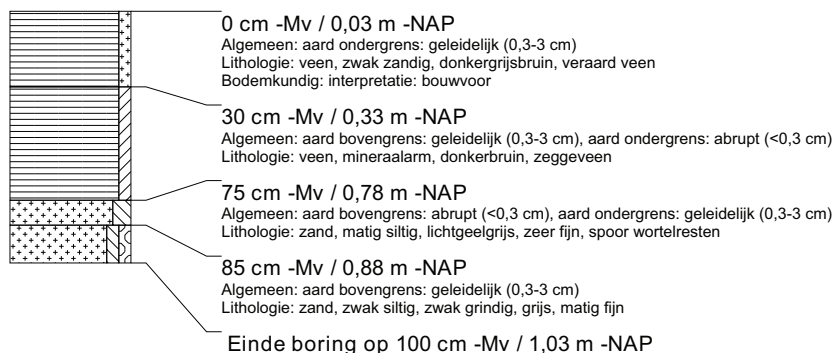 0 cm -Mv / 0,03 m -NAP
Algemeen: aard ondergrens: geleidelijk (0,3-3 cm)
Lithologie: veen, zwak zandig, donkergrijsbruin, veraard veen
Bodemkundig: interpretatie: bouwvoor
30 cm -Mv / 0,33 m -NAP
Algemeen: aard bovengrens: geleidelijk (0,3-3 cm), aard ondergrens: abrupt (<0,3 cm)
Lithologie: veen, mineraalarm, donkerbruin, zeggeveen
75 cm -Mv / 0,78 m -NAP
Algemeen: aard bovengrens: abrupt (<0,3 cm), aard ondergrens: geleidelijk (0,3-3 cm)
Lithologie: zand, matig siltig, lichtgeelgrijs, zeer fijn, spoor wortelresten
85 cm -Mv / 0,88 m -NAP
Algemeen: aard bovengrens: geleidelijk (0,3-3 cm)
Lithologie: zand, zwak siltig, zwak grindig, grijs, matig fijn
Einde boring op 100 cm -Mv / 1,03 m -NAP